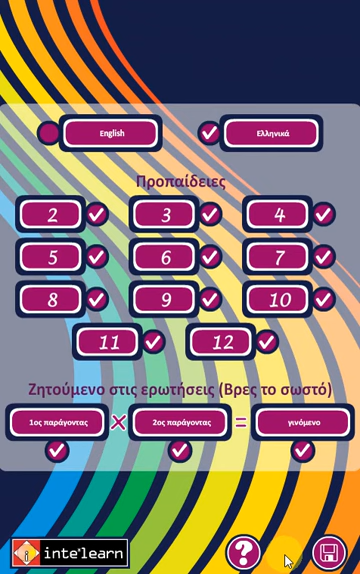 English Ελληνικά
Προπαίδειες
2 3 4
5 6 7
8 9 10
11 12
Ζητούμενο στις ερωτήσεις (Βρες το σωστό)
1ος παράγοντας × 2ος παράγοντας = γινόμενο
i inte*learn ?